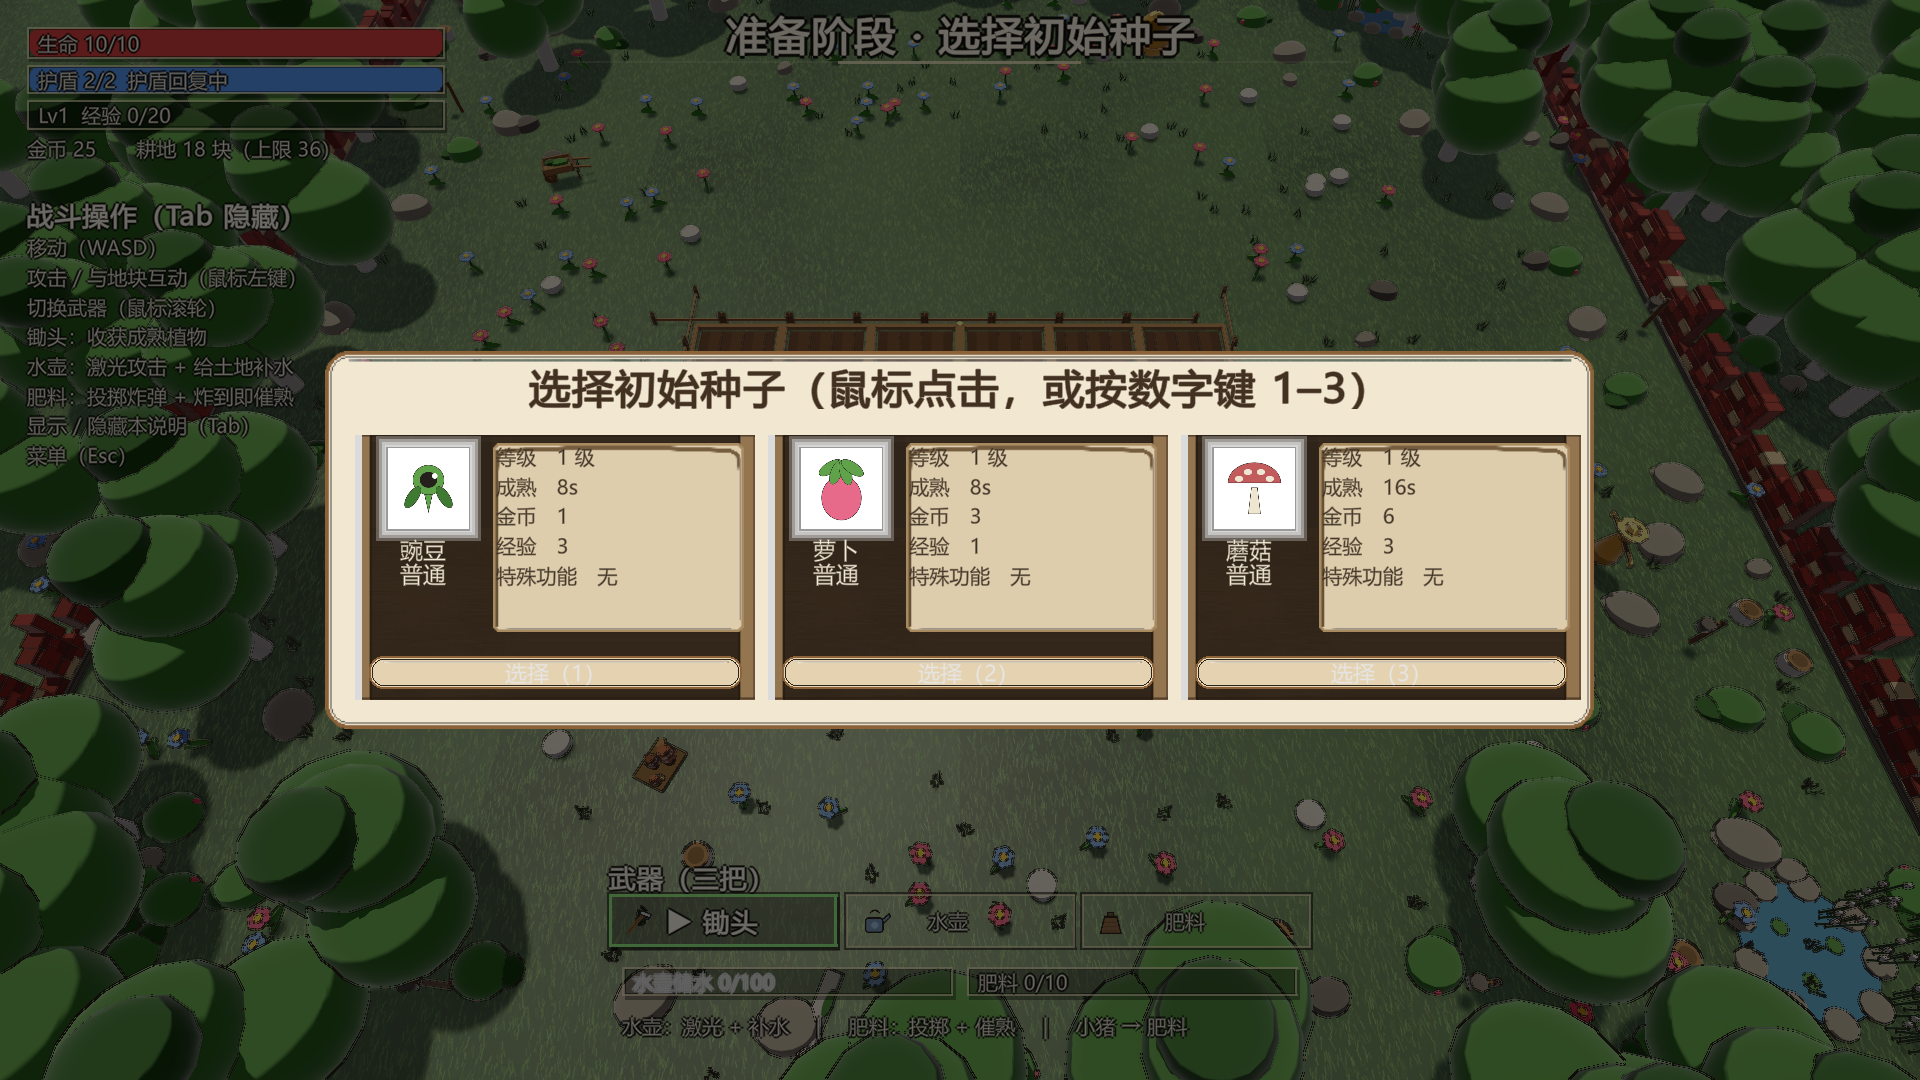 准备阶段 · 选择初始种子
生命 10/10
护盾 2/2 护盾回复中
Lv1 经验 0/20
金币 25 耕地 18 块（上限 36）
战斗操作（Tab 隐藏）
移动（WASD）
攻击 / 与地块互动（鼠标左键）
切换武器（鼠标滚轮）
锄头：收获成熟植物
水壶：激光攻击 + 给土地补水
肥料：投掷炸弹 + 炸到即催熟
显示 / 隐藏本说明（Tab）
菜单（Esc）
选择初始种子（鼠标点击，或按数字键 1–3）
豌豆
普通
等级 1 级
成熟 8s
金币 1
经验 3
特殊功能 无
选择（1）
萝卜
普通
等级 1 级
成熟 8s
金币 3
经验 1
特殊功能 无
选择（2）
蘑菇
普通
等级 1 级
成熟 16s
金币 6
经验 3
特殊功能 无
选择（3）
武器（三把）
▶ 锄头
水壶
肥料
水壶储水 0/100
肥料 0/10
水壶：激光 + 补水 | 肥料：投掷 + 催熟 | 小猪 → 肥料